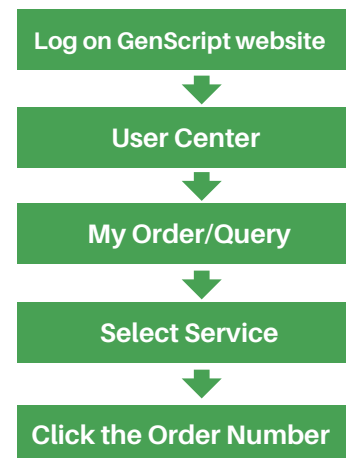 Log on GenScript website
User Center
My Order/Query
Select Service
Click the Order Number